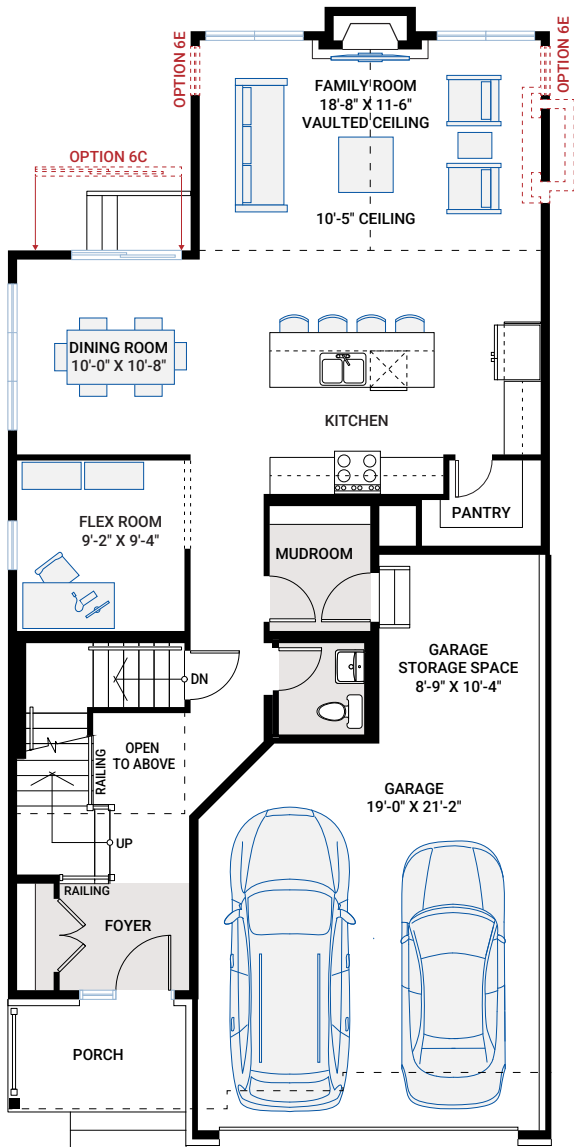 OPTION 6E
OPTION 6E
FAMILY ROOM
18'-8" X 11'-6"
VAULTED CEILING
OPTION 6C
10'-5" CEILING
DINING ROOM
10'-0" X 10'-8"
KITCHEN
PANTRY
FLEX ROOM
9'-2" X 9'-4"
MUDROOM
GARAGE
STORAGE SPACE
8'-9" X 10'-4"
DN
OPEN
TO ABOVE
RAILING
GARAGE
19'-0" X 21'-2"
UP
RAILING
FOYER
PORCH